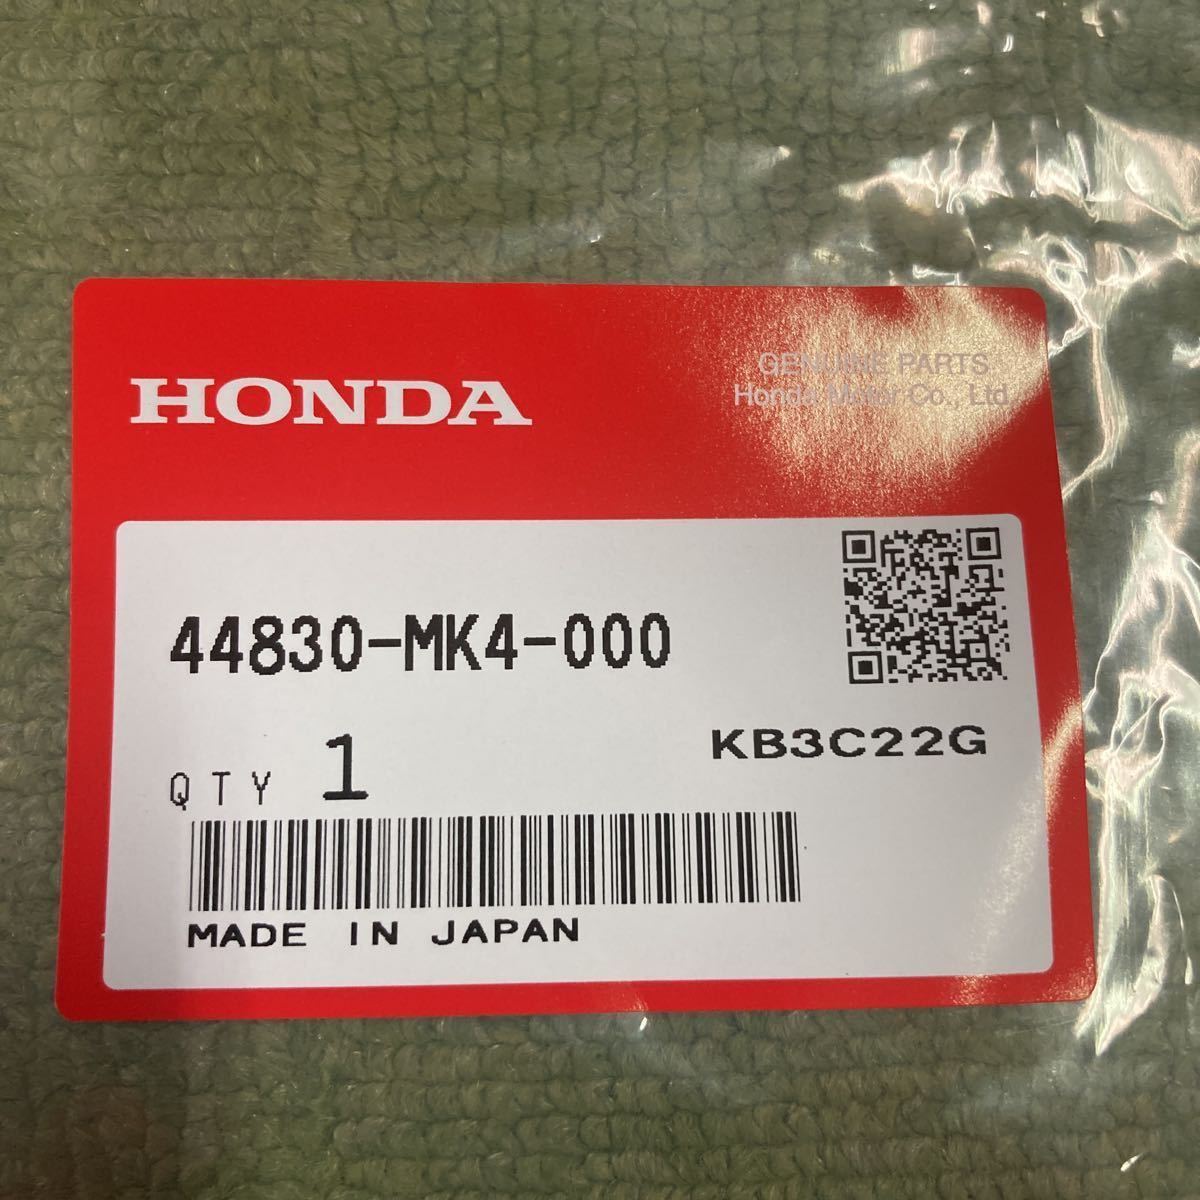 HONDA
GENUINE PARTS
Honda Motor Co., Ltd.
44830-MK4-000
KB3C22G
QTY 1
MADE IN JAPAN